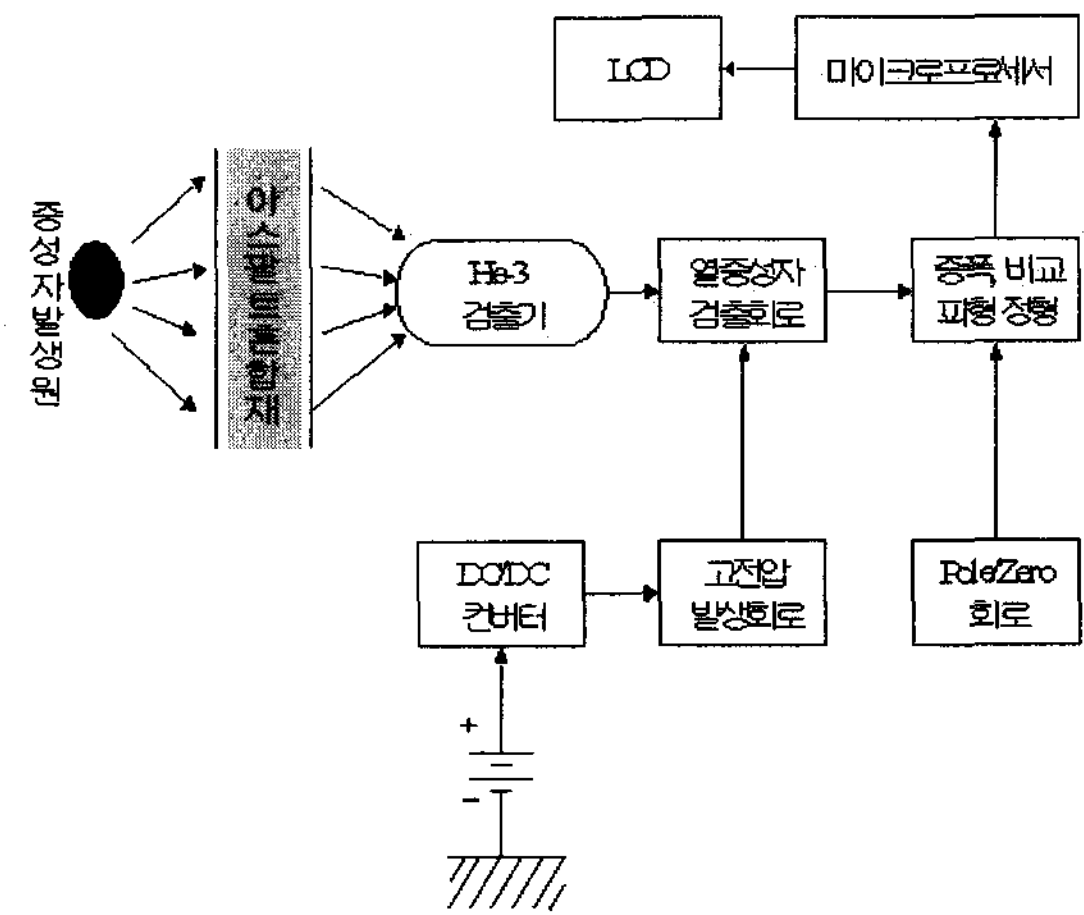 LCD
마이크로프로세서
중성자발생원
아스팔트혼합재
He-3
검출기
열중성자
검출회로
증폭 비교
파형 정형
DC/DC
컨버터
고전압
발생회로
Pole/Zero
회로
+
-